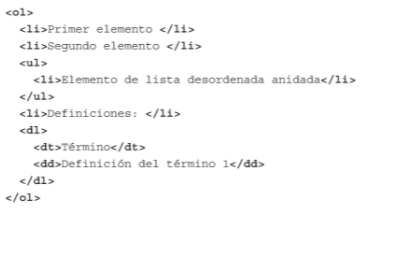 <ol>
<li>Primer elemento </li>
<li>Segundo elemento </li>
<ul>
<li>Elemento de lista desordenada anidada</li>
</ul>
<li>Definiciones: </li>
<dl>
<dt>Término</dt>
<dd>Definición del término 1</dd>
</dl>
</ol>